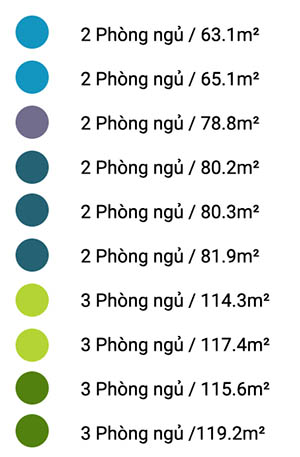 2 Phòng ngủ / 63.1m²
2 Phòng ngủ / 65.1m²
2 Phòng ngủ / 78.8m²
2 Phòng ngủ / 80.2m²
2 Phòng ngủ / 80.3m²
2 Phòng ngủ / 81.9m²
3 Phòng ngủ / 114.3m²
3 Phòng ngủ / 117.4m²
3 Phòng ngủ / 115.6m²
3 Phòng ngủ /119.2m²